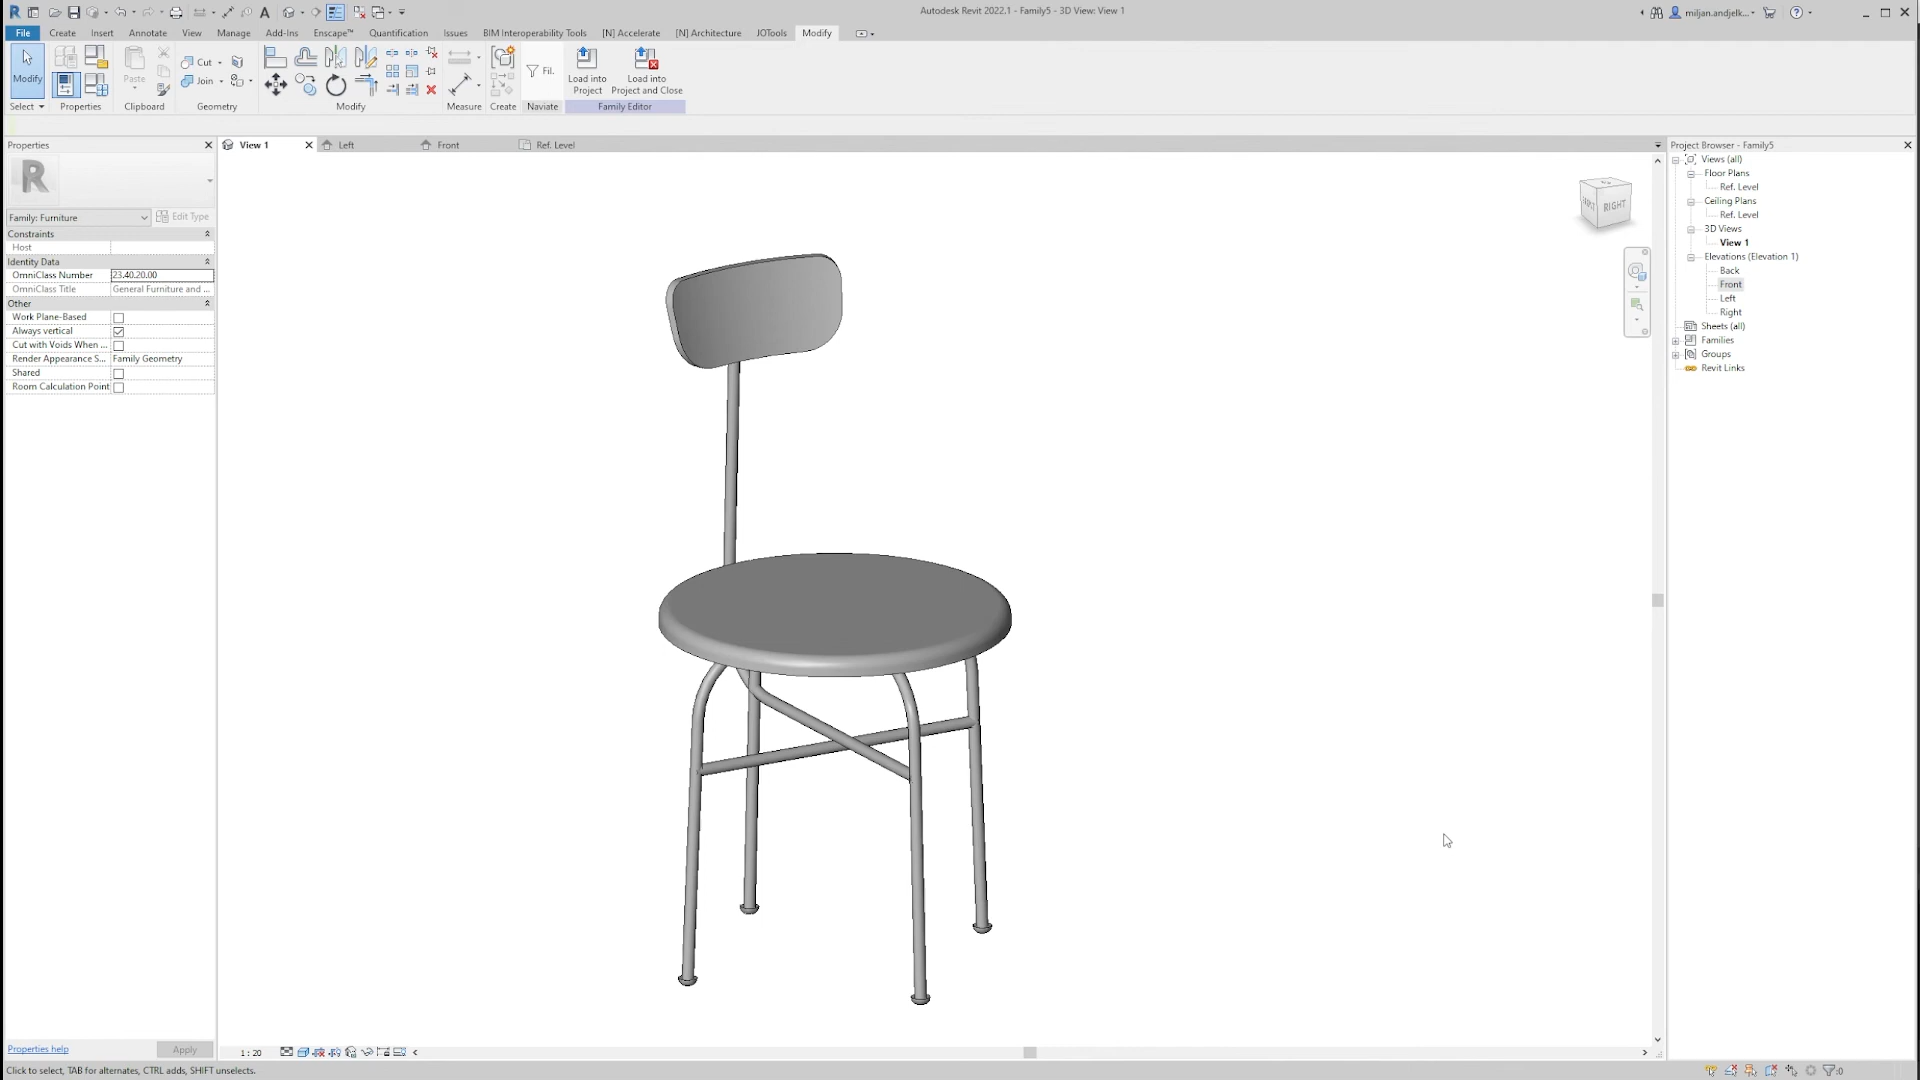 Autodesk Revit 2022.1 - Family5 - 3D View: View 1
miljan.andjelk...
File Create Insert Annotate View Manage Add-Ins Enscape™ Quantification Issues BIM Interoperability Tools [N] Accelerate [N] Architecture JOTools Modify
Modify
Paste
Cut
Join
Fil.
Load into Project
Load into Project and Close
Select Properties Clipboard Geometry Modify Measure Create Naviate Family Editor
Properties
View 1 Left Front Ref. Level
R
Family: Furniture Edit Type
Constraints
Host
Identity Data
OmniClass Number 23.40.20.00
OmniClass Title General Furniture and ...
Other
Work Plane-Based
Always vertical
Cut with Voids When ...
Render Appearance S... Family Geometry
Shared
Room Calculation Point
Properties help Apply
RIGHT
Project Browser - Family5
Views (all)
Floor Plans
Ref. Level
Ceiling Plans
Ref. Level
3D Views
View 1
Elevations (Elevation 1)
Back
Front
Left
Right
Sheets (all)
Families
Groups
Revit Links
1 : 20
Click to select, TAB for alternates, CTRL adds, SHIFT unselects.
:0